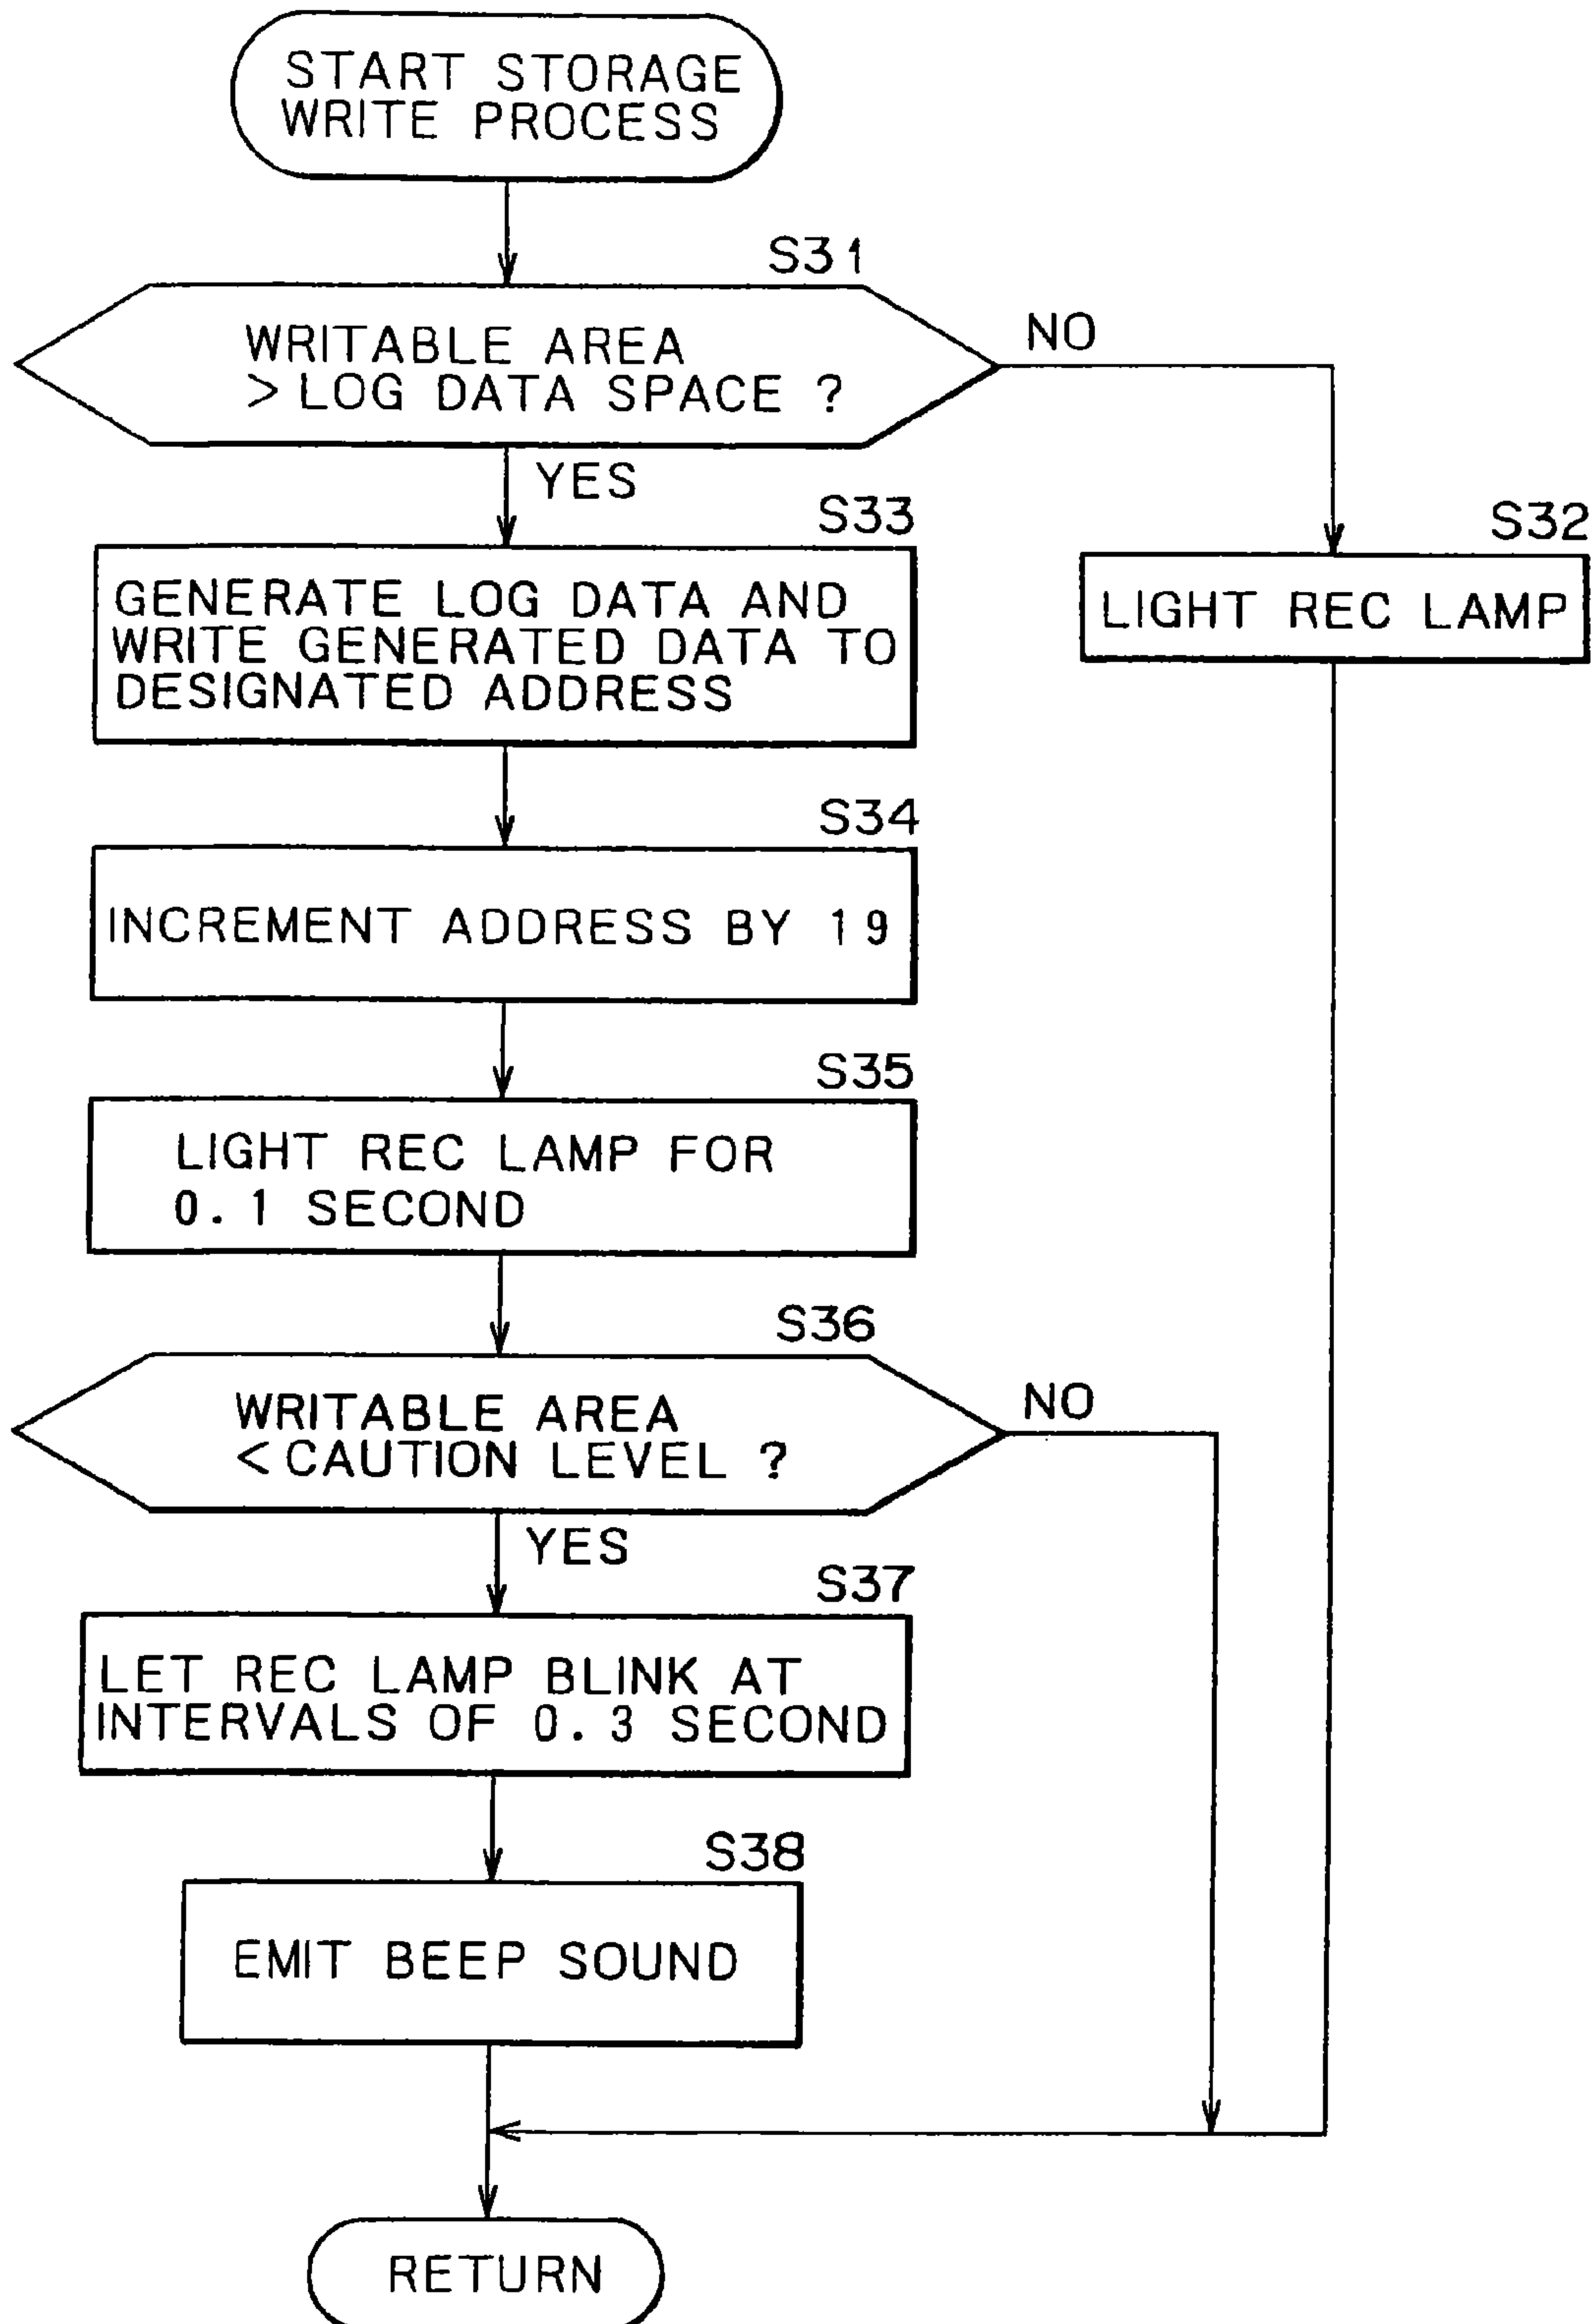 START STORAGE
WRITE PROCESS
S31
WRITABLE AREA
> LOG DATA SPACE ?
NO
YES
S33
GENERATE LOG DATA AND
WRITE GENERATED DATA TO
DESIGNATED ADDRESS
S32
LIGHT REC LAMP
S34
INCREMENT ADDRESS BY 19
S35
LIGHT REC LAMP FOR
0.1 SECOND
S36
WRITABLE AREA
< CAUTION LEVEL ?
NO
YES
S37
LET REC LAMP BLINK AT
INTERVALS OF 0.3 SECOND
S38
EMIT BEEP SOUND
RETURN